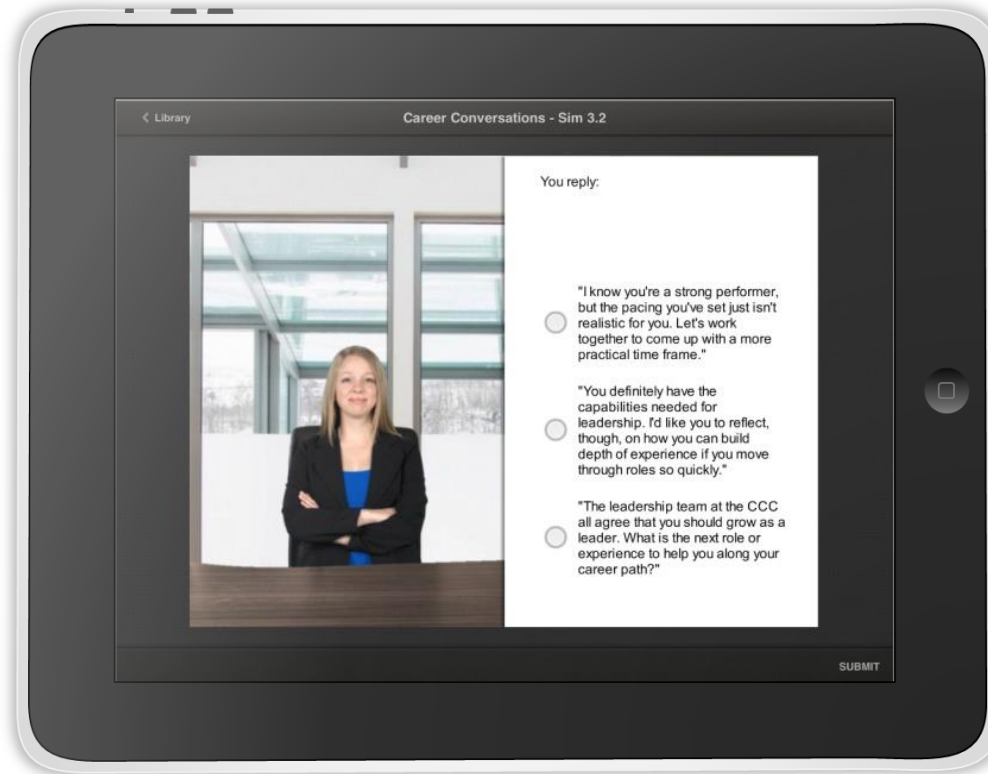 Library
Career Conversations - Sim 3.2
You reply:
"I know you're a strong performer,
but the pacing you've set just isn't
realistic for you. Let's work
together to come up with a more
practical time frame."
"You definitely have the
capabilities needed for
leadership. I'd like you to reflect,
though, on how you can build
depth of experience if you move
through roles so quickly."
"The leadership team at the CCC
all agree that you should grow as a
leader. What is the next role or
experience to help you along your
career path?"
SUBMIT